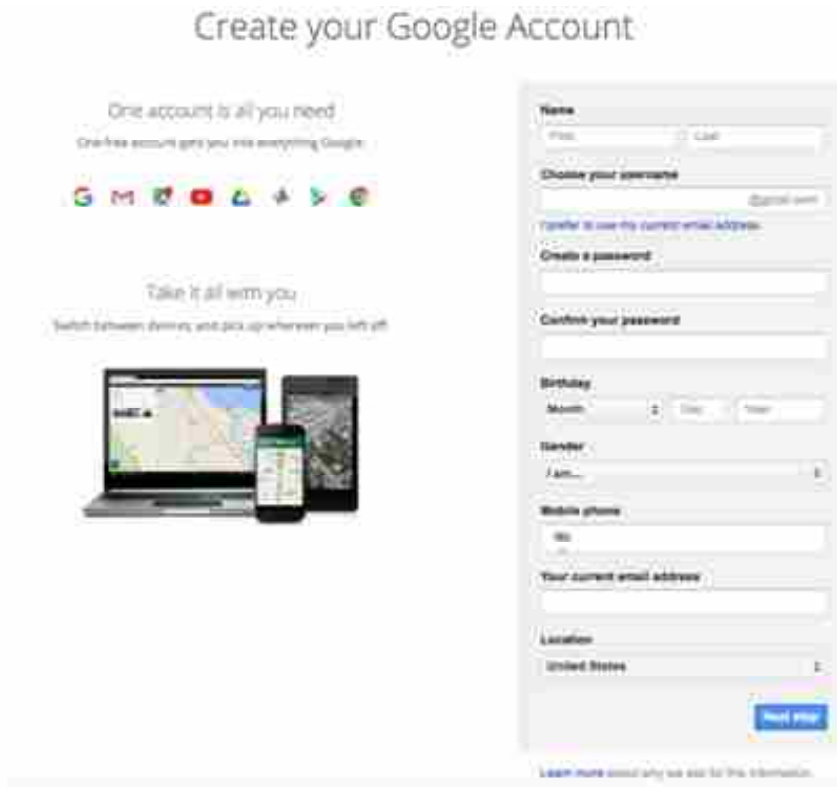 Create your Google Account
One account is all you need
One free account gets you into everything Google.
Take it all with you
Switch between devices, and pick up wherever you left off.
Name
First
Last
Choose your username
@gmail.com
I prefer to use my current email address
Create a password
Confirm your password
Birthday
Month Day Year
Gender
I am...
Mobile phone
Your current email address
Location
United States
Next step
Learn more about why we ask for this information.